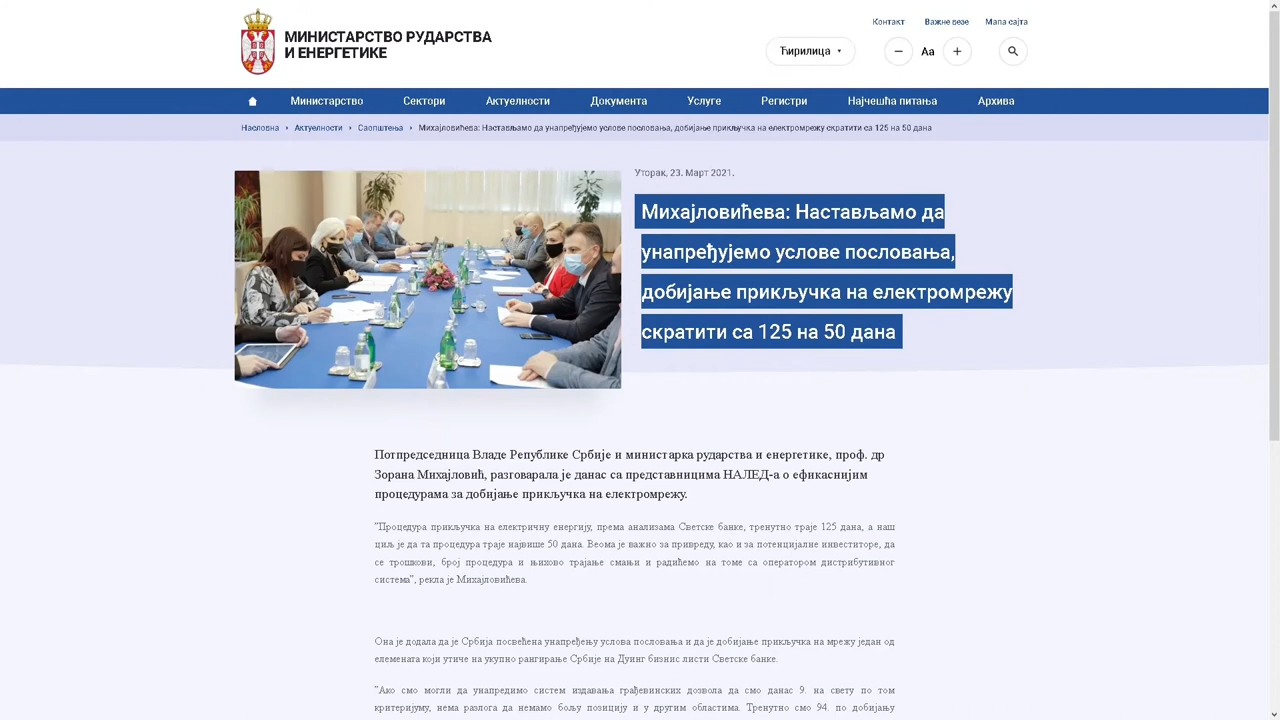 МИНИСТАРСТВО РУДАРСТВА
И ЕНЕРГЕТИКЕ
Контакт Важне везе Мапа сајта
Ћирилица
Aa
Министарство Сектори Актуелности Документа Услуге Регистри Најчешћа питања Архива
Насловна Актуелности Саопштења Михајловићева: Настављамо да унапређујемо услове пословања, добијање прикључка на електромрежу скратити са 125 на 50 дана
Уторак, 23. Март 2021.
Михајловићева: Настављамо да
унапређујемо услове пословања,
добијање прикључка на електромрежу
скратити са 125 на 50 дана
Потпредседница Владе Републике Србије и министарка рударства и енергетике, проф. др
Зорана Михајловић, разговарала је данас са представницима НАЛЕД-а о ефикаснијим
процедурама за добијање прикључка на електромрежу.
"Процедура прикључка на електричну енергију, према анализама Светске банке, тренутно траје 125 дана, а наш
циљ је да та процедура траје највише 50 дана. Веома је важно за привреду, као и за потенцијалне инвеститоре, да
се трошкови, број процедура и њихово трајање смањи и радићемо на томе са оператором дистрибутивног
система", рекла је Михајловићева.
Она је додала да је Србија посвећена унапређењу услова пословања и да је добијање прикључка на мрежу један од
елемената који утиче на укупно рангирање Србије на Дуинг бизнис листи Светске банке.
"Ако смо могли да унапредимо систем издавања грађевинских дозвола да смо данас 9. на свету по том
критеријуму, нема разлога да немамо бољу позицију и у другим областима. Тренутно смо 94. по добијању